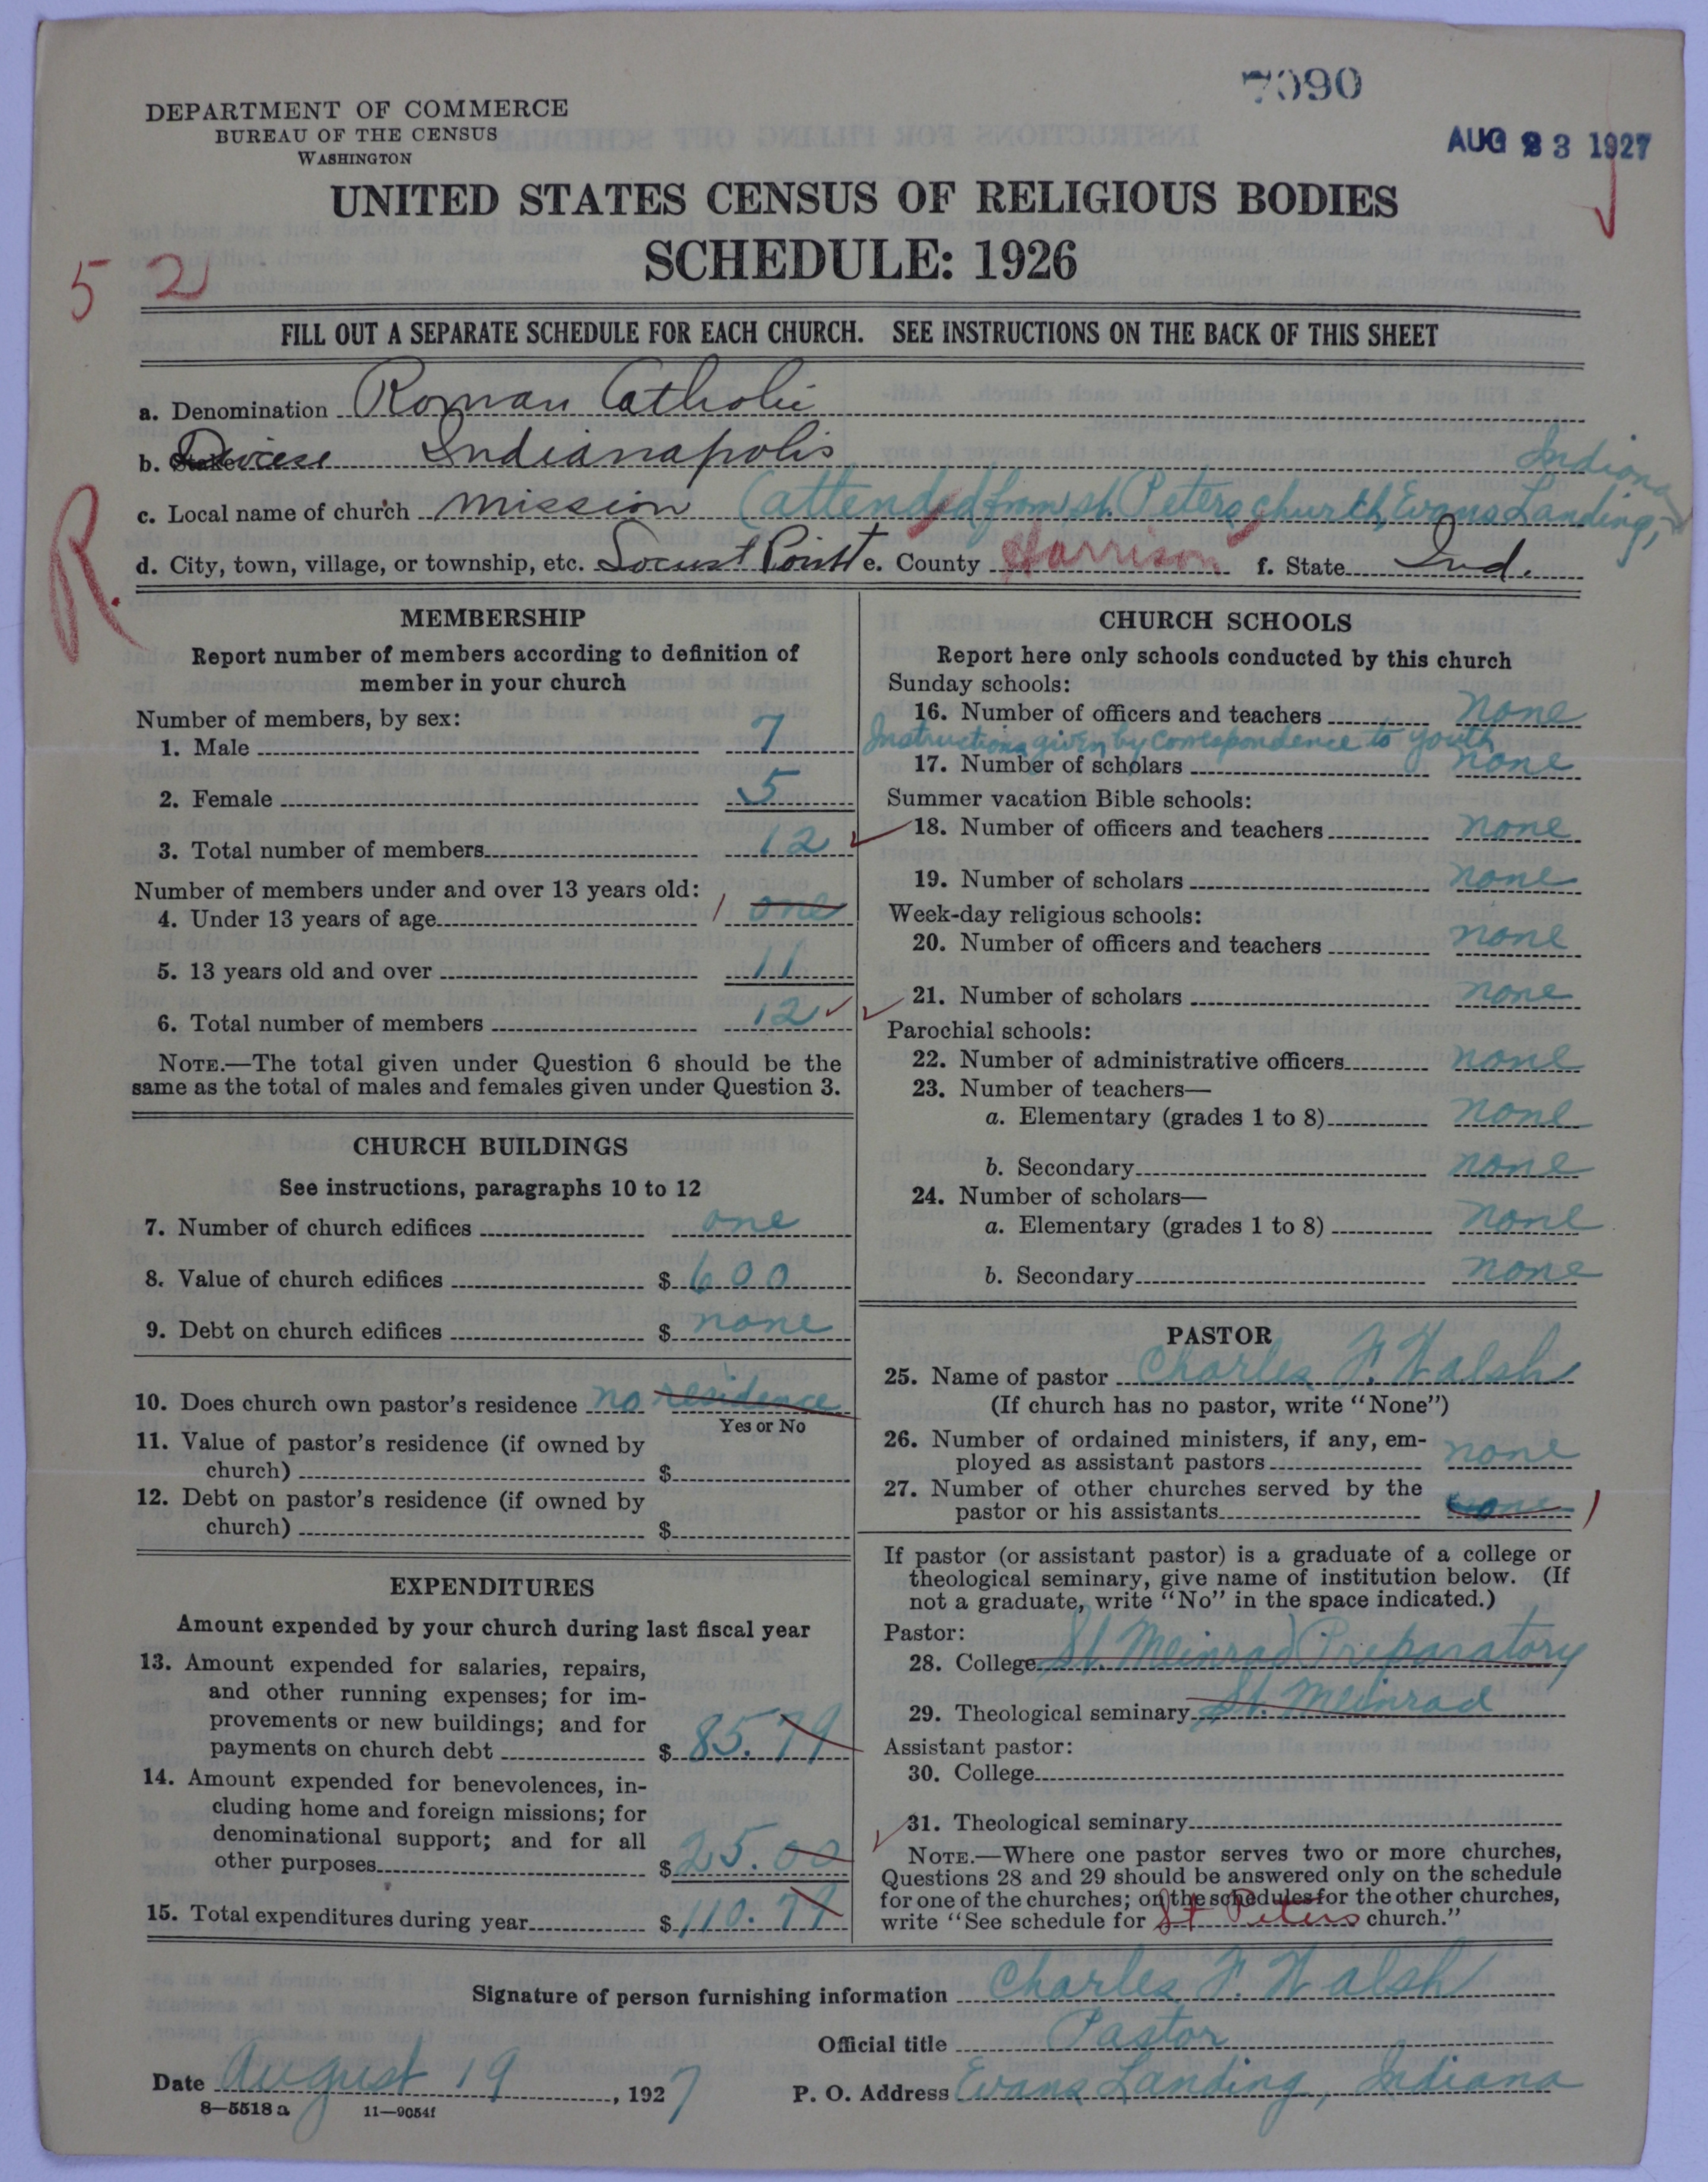 7090
DEPARTMENT OF COMMERCE
BUREAU OF THE CENSUS
WASHINGTON
AUG 23 1927
UNITED STATES CENSUS OF RELIGIOUS BODIES
SCHEDULE: 1926
52
FILL OUT A SEPARATE SCHEDULE FOR EACH CHURCH. SEE INSTRUCTIONS ON THE BACK OF THIS SHEET
a. Denomination Roman Catholic
b. Stake Diocese Indianapolis
c. Local name of church Mission (attended from St. Peters church, Evans Landing, Indiana)
d. City, town, village, or township, etc. Locust Point e. County Harrison f. State Ind.
R.
MEMBERSHIP
Report number of members according to definition of
member in your church
Number of members, by sex:
1. Male 7
2. Female 5
3. Total number of members 12
Number of members under and over 13 years old:
4. Under 13 years of age 1 one
5. 13 years old and over 11
6. Total number of members 12
NOTE.—The total given under Question 6 should be the
same as the total of males and females given under Question 3.
CHURCH BUILDINGS
See instructions, paragraphs 10 to 12
7. Number of church edifices one
8. Value of church edifices $ 600
9. Debt on church edifices $ none
10. Does church own pastor's residence no residence
Yes or No
11. Value of pastor's residence (if owned by
church) $
12. Debt on pastor's residence (if owned by
church) $
EXPENDITURES
Amount expended by your church during last fiscal year
13. Amount expended for salaries, repairs,
and other running expenses; for im-
provements or new buildings; and for
payments on church debt $ 85.79
14. Amount expended for benevolences, in-
cluding home and foreign missions; for
denominational support; and for all
other purposes $ 25.00
15. Total expenditures during year $ 110.79
CHURCH SCHOOLS
Report here only schools conducted by this church
Sunday schools:
16. Number of officers and teachers None
Instructions given by correspondence to youth
17. Number of scholars none
Summer vacation Bible schools:
18. Number of officers and teachers none
19. Number of scholars none
Week-day religious schools:
20. Number of officers and teachers none
21. Number of scholars none
Parochial schools:
22. Number of administrative officers none
23. Number of teachers—
a. Elementary (grades 1 to 8) none
b. Secondary none
24. Number of scholars—
a. Elementary (grades 1 to 8) none
b. Secondary none
PASTOR
25. Name of pastor Charles F. Walsh
(If church has no pastor, write "None")
26. Number of ordained ministers, if any, em-
ployed as assistant pastors none
27. Number of other churches served by the
pastor or his assistants 1
If pastor (or assistant pastor) is a graduate of a college or
theological seminary, give name of institution below. (If
not a graduate, write "No" in the space indicated.)
Pastor:
28. College St. Meinrad Preparatory
29. Theological seminary St. Meinrad
Assistant pastor:
30. College
31. Theological seminary
NOTE.—Where one pastor serves two or more churches,
Questions 28 and 29 should be answered only on the schedule
for one of the churches; on the schedules for the other churches,
write "See schedule for St Peters church."
Signature of person furnishing information Charles F. Walsh
Official title Pastor
Date August 19, 1927 P. O. Address Evans Landing, Indiana
8—5518a 11—9054f